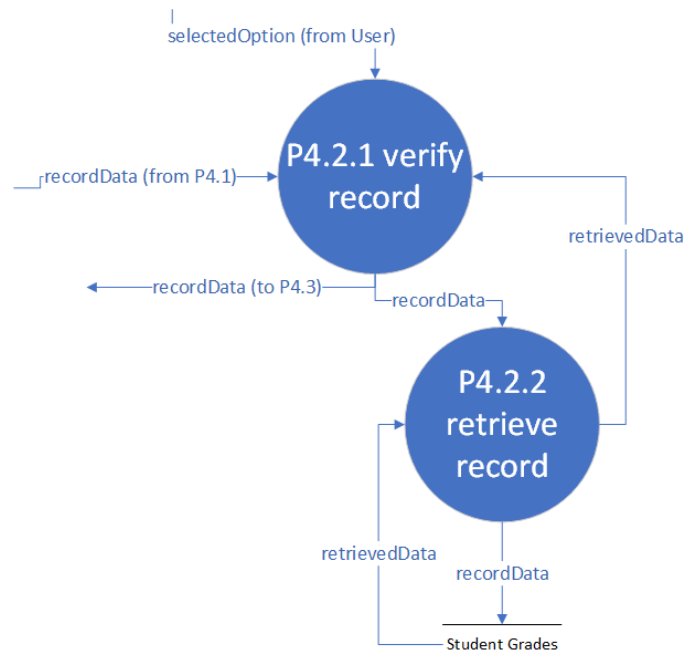 selectedOption (from User)
P4.2.1 verify
record
recordData (from P4.1)
retrievedData
recordData (to P4.3)
recordData
P4.2.2
retrieve
record
retrievedData
recordData
Student Grades